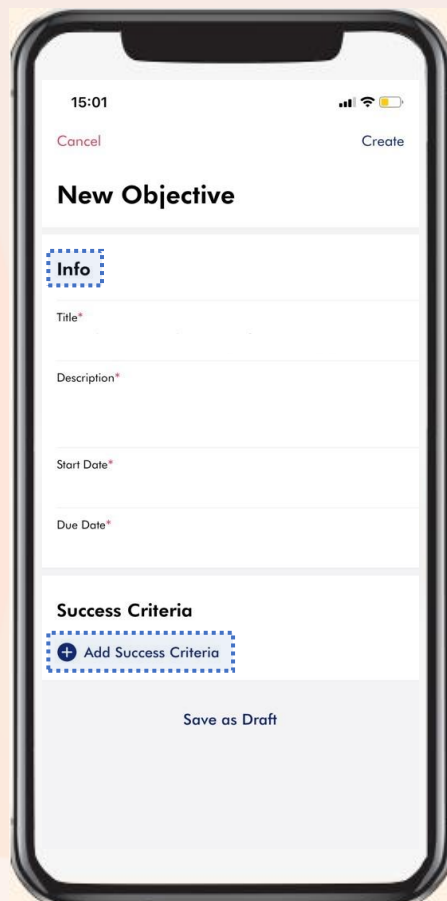 15:01
Cancel
Create
New Objective
Info
Title*
Description*
Start Date*
Due Date*
Success Criteria
Add Success Criteria
Save as Draft